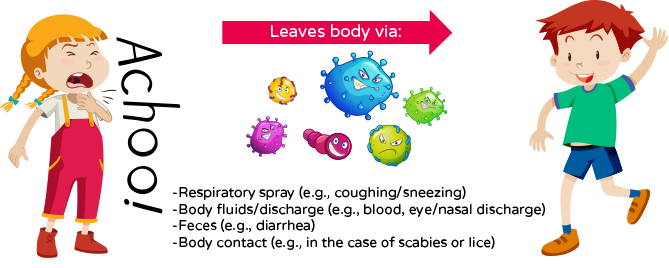 Achoo!
Leaves body via:
-Respiratory spray (e.g., coughing/sneezing)
-Body fluids/discharge (e.g., blood, eye/nasal discharge)
-Feces (e.g., diarrhea)
-Body contact (e.g., in the case of scabies or lice)